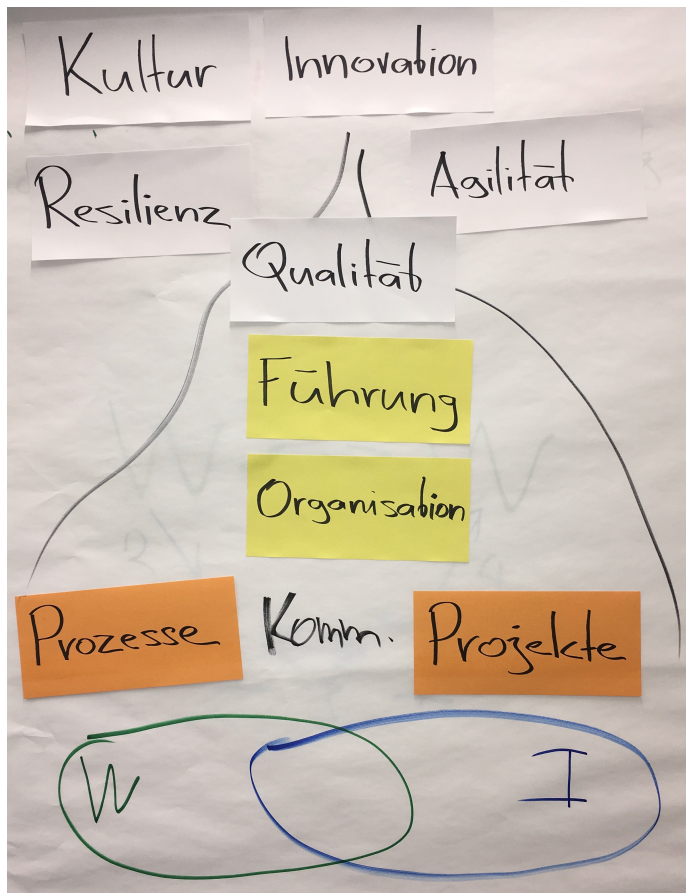 Kultur
Innovation
Resilienz
Agilität
Qualität
Führung
Organisation
Prozesse
Komm.
Projekte
W
I